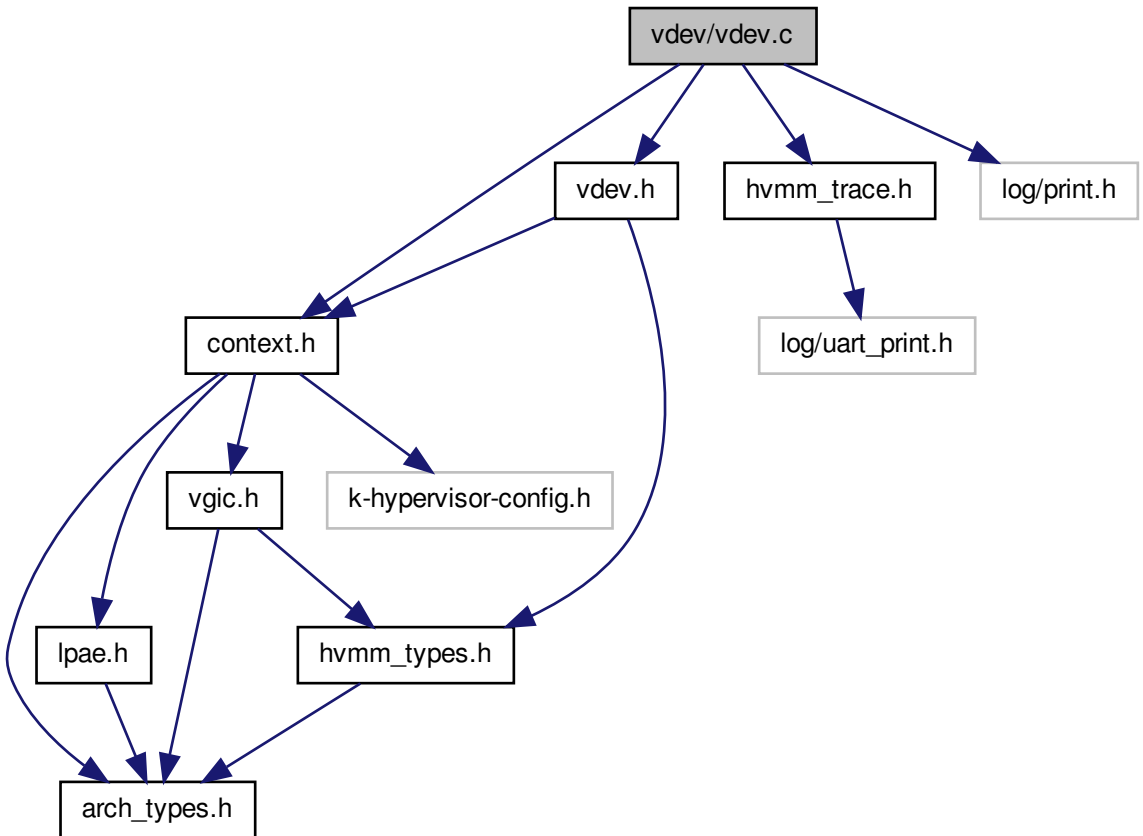 vdev/vdev.c
vdev.h
hvmm_trace.h
log/print.h
context.h
log/uart_print.h
vgic.h
k-hypervisor-config.h
lpae.h
hvmm_types.h
arch_types.h